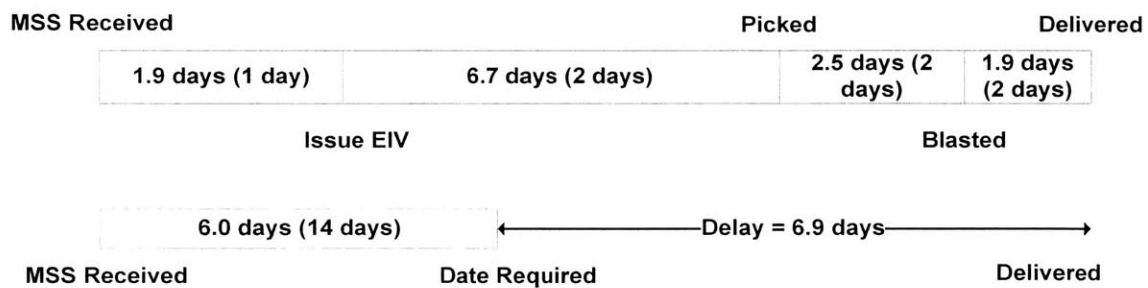 MSS Received Picked Delivered
1.9 days (1 day) 6.7 days (2 days) 2.5 days (2 1.9 days
days) (2 days)
Issue EIV Blasted
6.0 days (14 days) Delay = 6.9 days
MSS Received Date Required Delivered